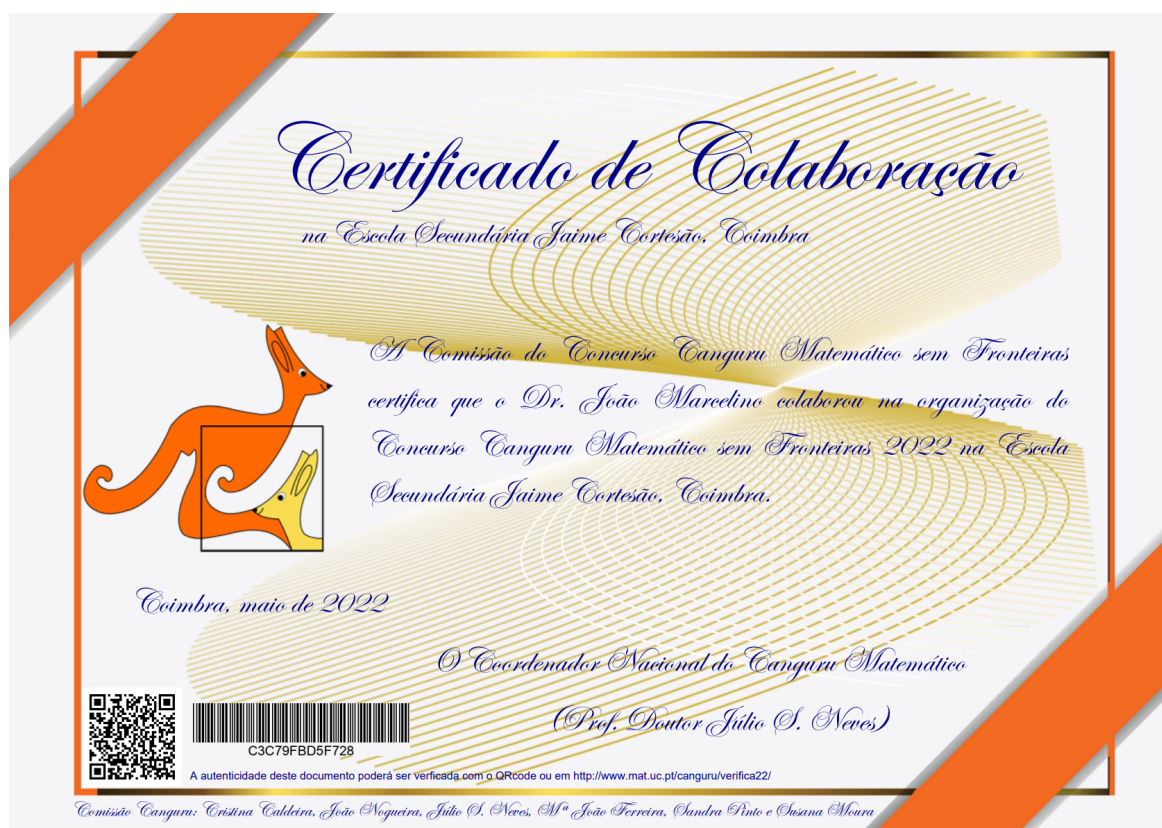 Certificado de Colaboração
na Escola Secundária Jaime Cortesão, Coimbra
A Comissão do Concurso Canguru Matemático sem Fronteiras
certifica que o Dr. João Marcelino colaborou na organização do
Concurso Canguru Matemático sem Fronteiras 2022 na Escola
Secundária Jaime Cortesão, Coimbra.
Coimbra, maio de 2022
O Coordenador Nacional do Canguru Matemático
(Prof. Doutor Júlio S. Neves)
C3C79FBD5F728
A autenticidade deste documento poderá ser verficada com o QRcode ou em http://www.mat.uc.pt/canguru/verifica22/
Comissão Canguru: Cristina Caldeira, João Nogueira, Júlio S. Neves, Mª João Ferreira, Sandra Pinto e Susana Moura